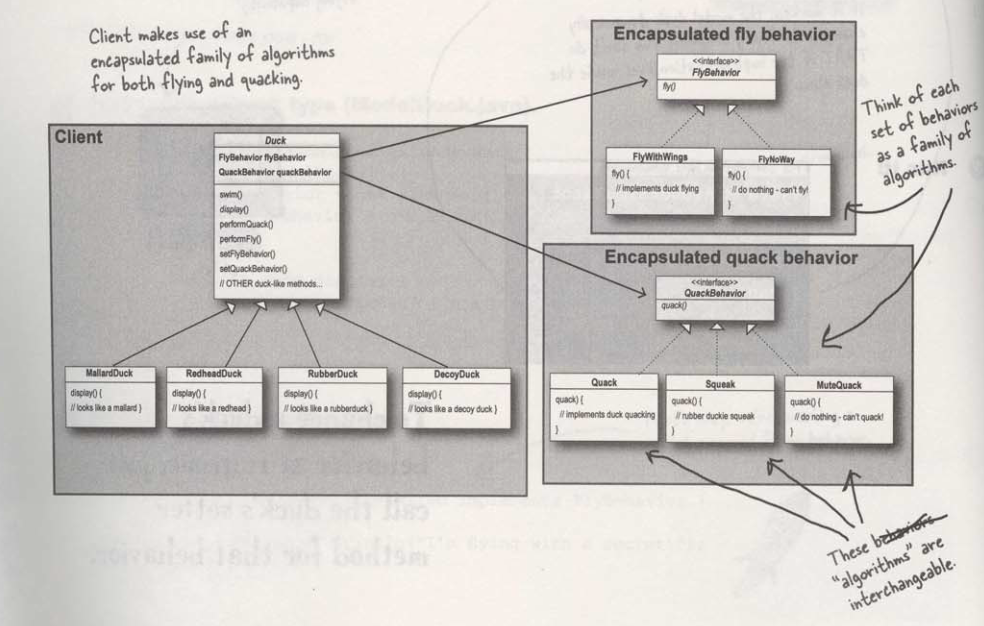 Client makes use of an
encapsulated family of algorithms
for both flying and quacking.
Client
Duck
FlyBehavior flyBehavior
QuackBehavior quackBehavior
swim()
display()
performQuack()
performFly()
setFlyBehavior()
setQuackBehavior()
// OTHER duck-like methods...
MallardDuck
display() {
// looks like a mallard }
RedheadDuck
display() {
// looks like a redhead }
RubberDuck
display() {
// looks like a rubberduck }
DecoyDuck
display() {
// looks like a decoy duck }
Encapsulated fly behavior
<<interface>>
FlyBehavior
fly()
FlyWithWings
fly() {
// implements duck flying
}
FlyNoWay
fly() {
// do nothing - can't fly!
}
Think of each
set of behaviors
as a family of
algorithms.
Encapsulated quack behavior
<<interface>>
QuackBehavior
quack()
Quack
quack) {
// implements duck quacking
}
Squeak
quack() {
// rubber duckie squeak
}
MuteQuack
quack() {
// do nothing - can't quack!
}
These behaviors
"algorithms" are
interchangeable.
call the duck's setter
method for that behavior.